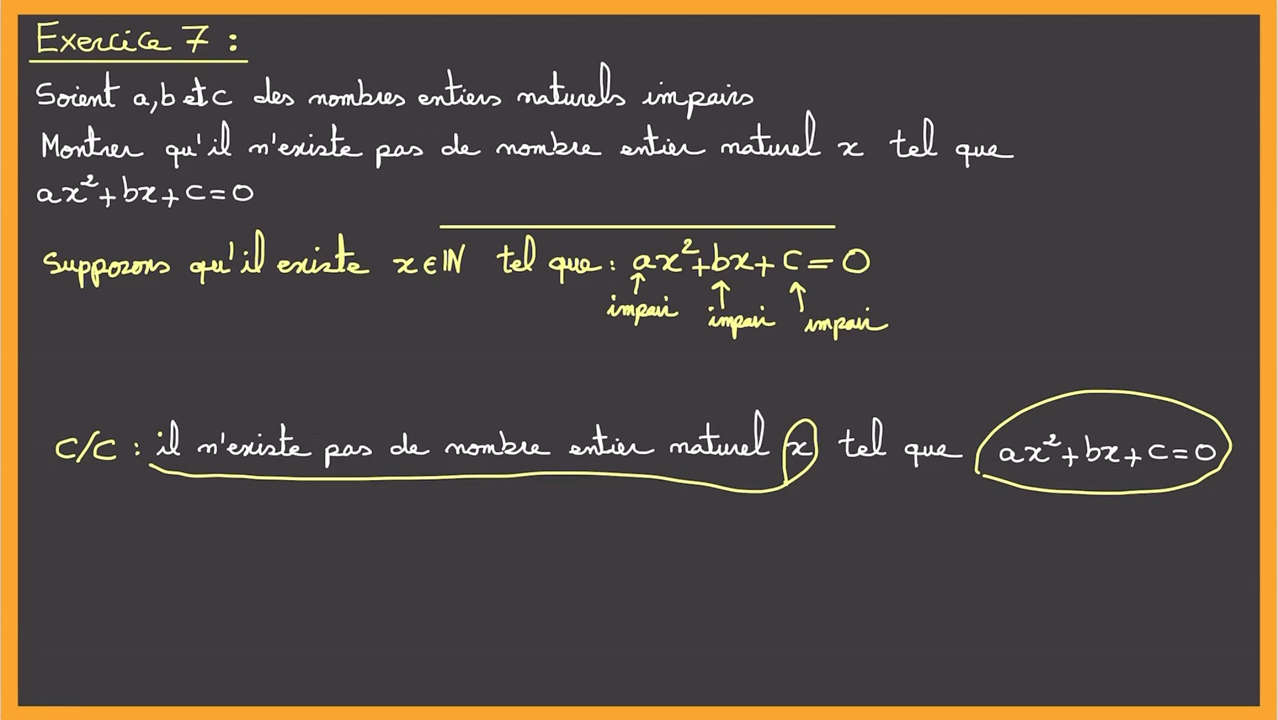 Exercice 7 :
Soient a, b et c des nombres entiers naturels impairs
Montrer qu'il n'existe pas de nombre entier naturel x tel que
ax²+bx+c=0
Supposons qu'il existe x∈ℕ tel que : ax²+bx+c=0
impair impair impair
C/C : il n'existe pas de nombre entier naturel x tel que ax²+bx+c=0